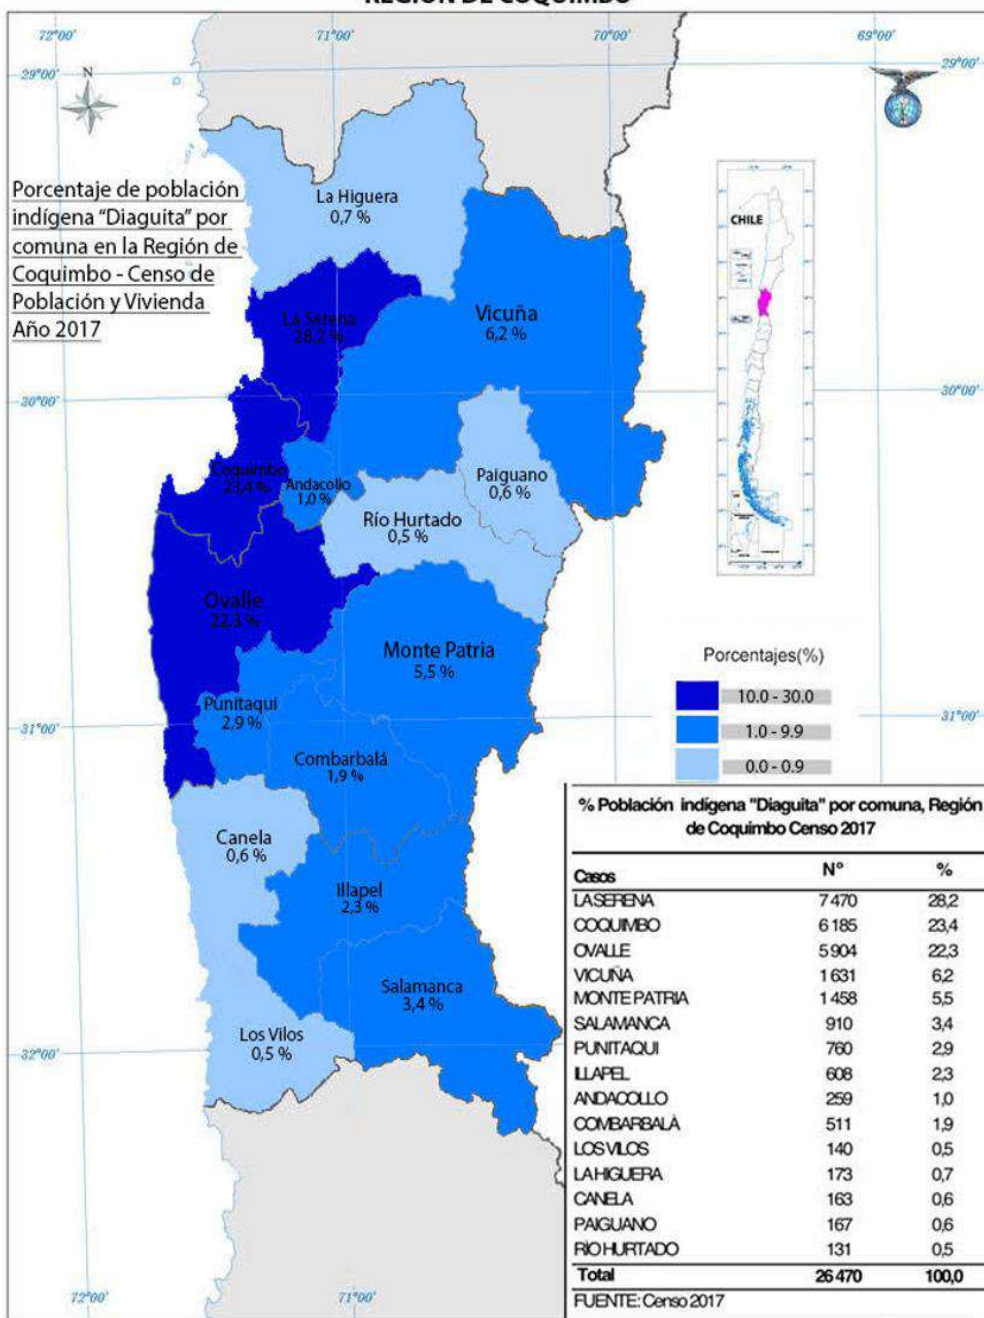 REGIÓN DE COQUIMBO
72°00'
71°00'
70°00'
69°00'
29°00'
29°00'
N
Porcentaje de población
indígena "Diaguita" por
comuna en la Región de
Coquimbo - Censo de
Población y Vivienda
Año 2017
La Higuera
0,7 %
CHILE
La Serena
28,2 %
Vicuña
6,2 %
30°00'
30°00'
Coquimbo
23,4 %
Andacollo
1,0 %
Paiguano
0,6 %
Río Hurtado
0,5 %
Ovalle
22,3 %
Monte Patria
5,5 %
Punitaqui
2,9 %
31°00'
31°00'
Combarbalá
1,9 %
Canela
0,6 %
Illapel
2,3 %
Salamanca
3,4 %
Los Vilos
0,5 %
32°00'
72°00'
71°00'
Porcentajes(%)
10.0 - 30.0
1.0 - 9.9
0.0 - 0.9
% Población indígena "Diaguita" por comuna, Región
de Coquimbo Censo 2017
Casos N° %
LA SERENA 7 470 28,2
COQUIMBO 6 185 23,4
OVALLE 5 904 22,3
VICUÑA 1 631 6,2
MONTE PATRIA 1 458 5,5
SALAMANCA 910 3,4
PUNITAQUI 760 2,9
ILLAPEL 608 2,3
ANDACOLLO 259 1,0
COMBARBALÀ 511 1,9
LOS VILOS 140 0,5
LA HIGUERA 173 0,7
CANELA 163 0,6
PAIGUANO 167 0,6
RÍO HURTADO 131 0,5
Total 26 470 100,0
FUENTE: Censo 2017